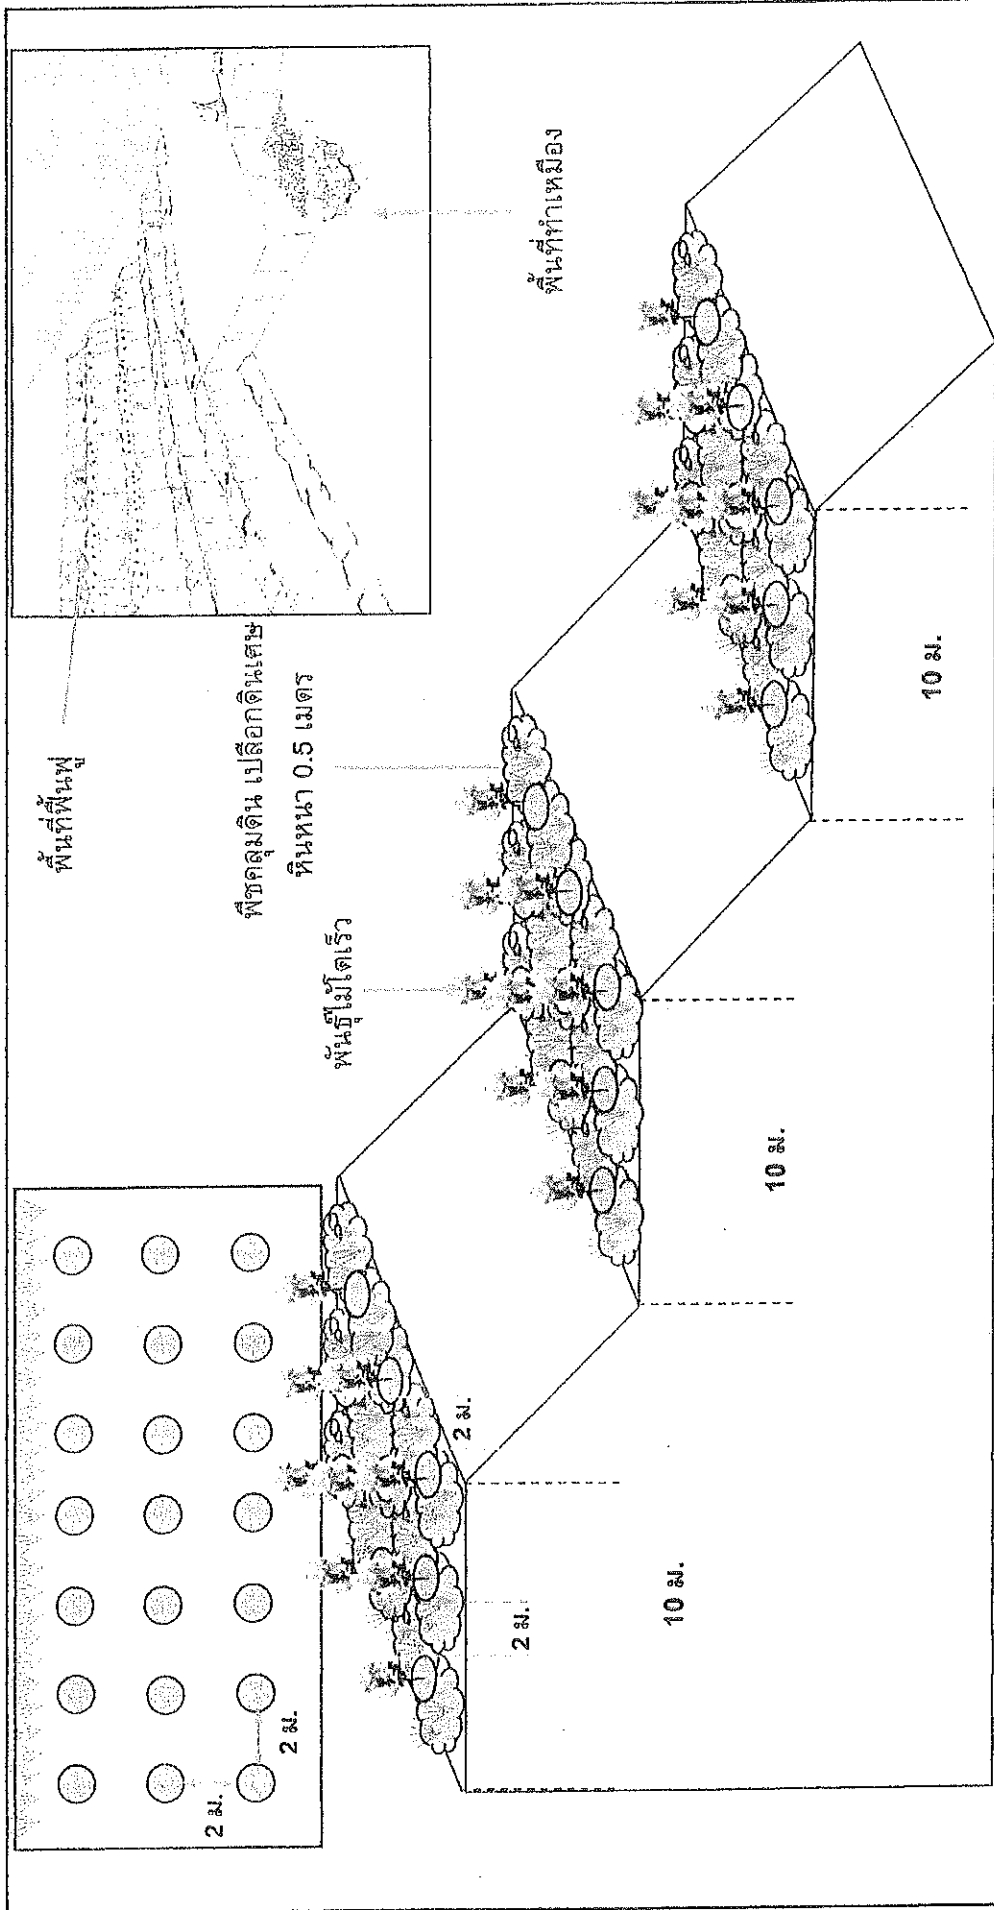 พื้นที่ฟื้นฟู
พืชคลุมดิน เปลือกดินเศษ
หินหนา 0.5 เมตร
พันธุ์ไม้โตเร็ว
พื้นที่ทำเหมือง
2 ม.
2 ม.
2 ม.
2 ม.
10 ม.
10 ม.
10 ม.